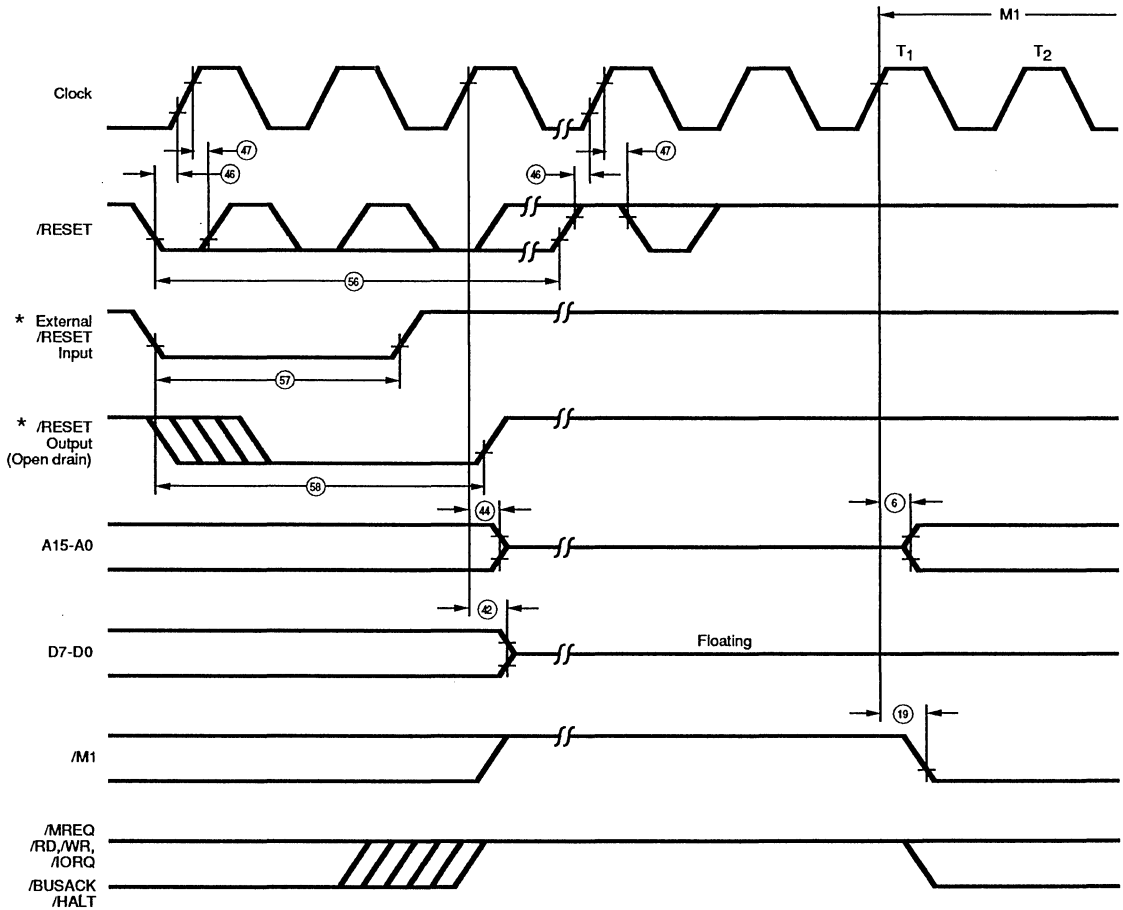 M1
T1
T2
Clock
47
47
46
46
/RESET
56
* External
/RESET
Input
57
* /RESET
Output
(Open drain)
58
44
6
A15-A0
42
D7-D0
Floating
19
/M1
/MREQ
/RD,/WR,
/IORQ
/BUSACK
/HALT